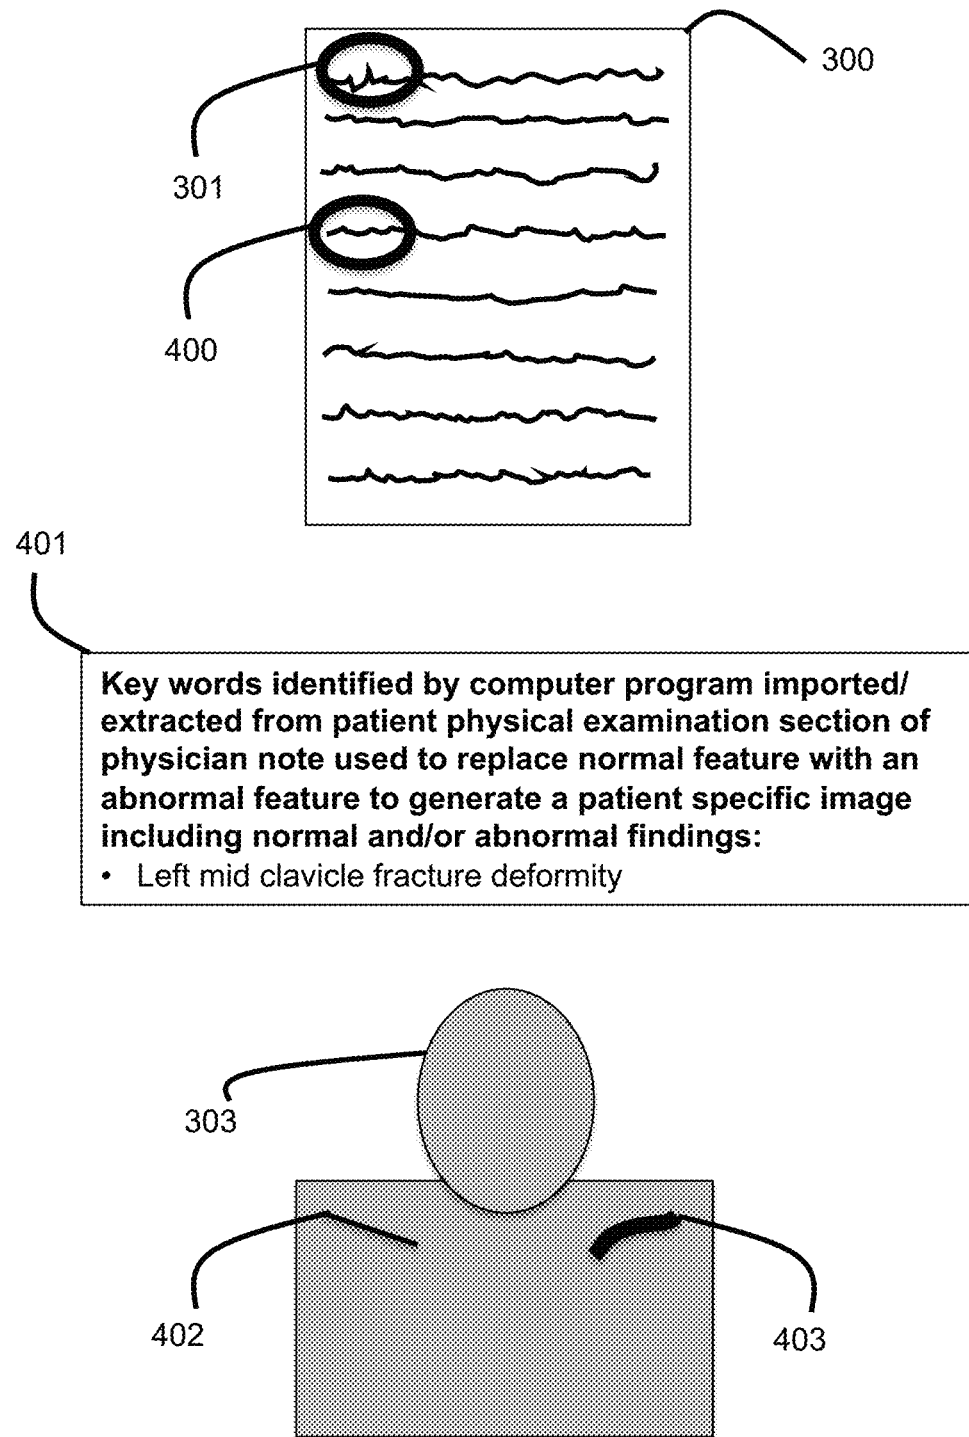 300
301
400
401
Key words identified by computer program imported/
extracted from patient physical examination section of
physician note used to replace normal feature with an
abnormal feature to generate a patient specific image
including normal and/or abnormal findings:
• Left mid clavicle fracture deformity
303
402
403